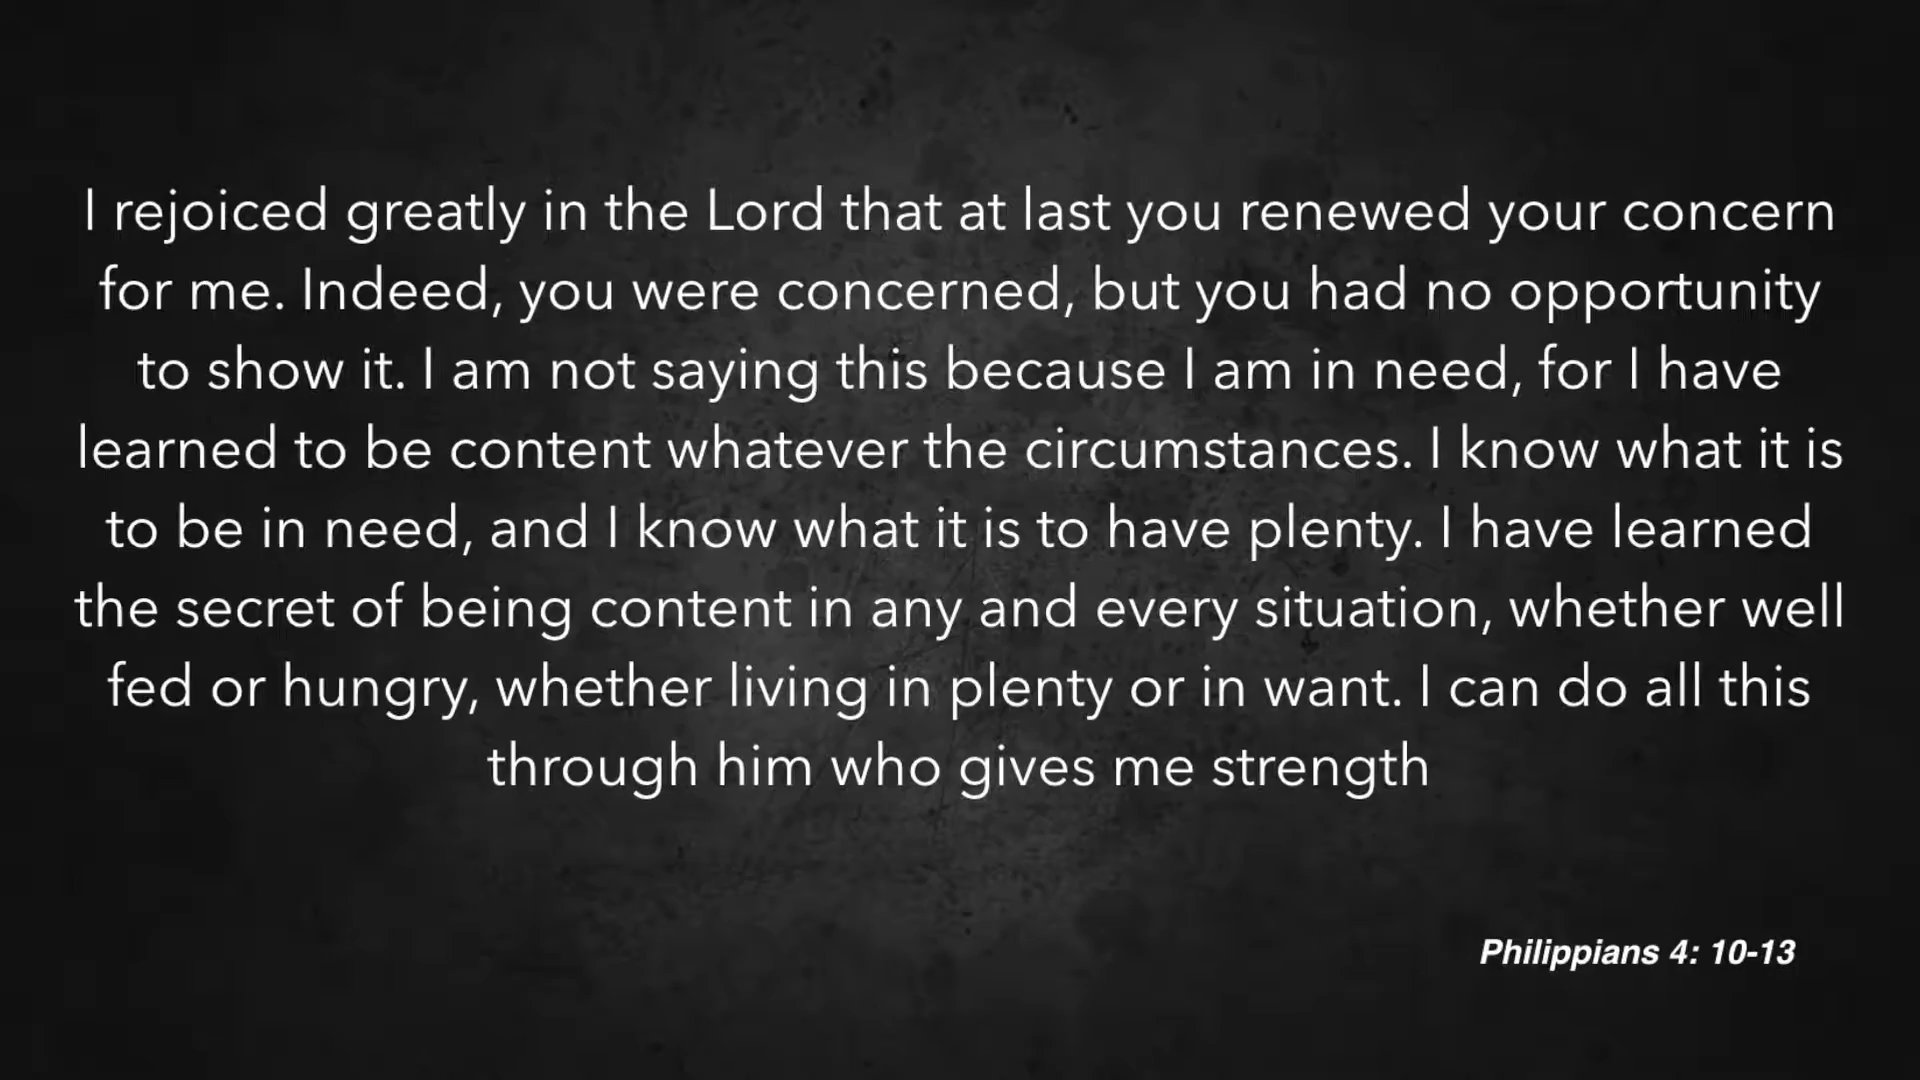 I rejoiced greatly in the Lord that at last you renewed your concern
for me. Indeed, you were concerned, but you had no opportunity
to show it. I am not saying this because I am in need, for I have
learned to be content whatever the circumstances. I know what it is
to be in need, and I know what it is to have plenty. I have learned
the secret of being content in any and every situation, whether well
fed or hungry, whether living in plenty or in want. I can do all this
through him who gives me strength
Philippians 4: 10-13